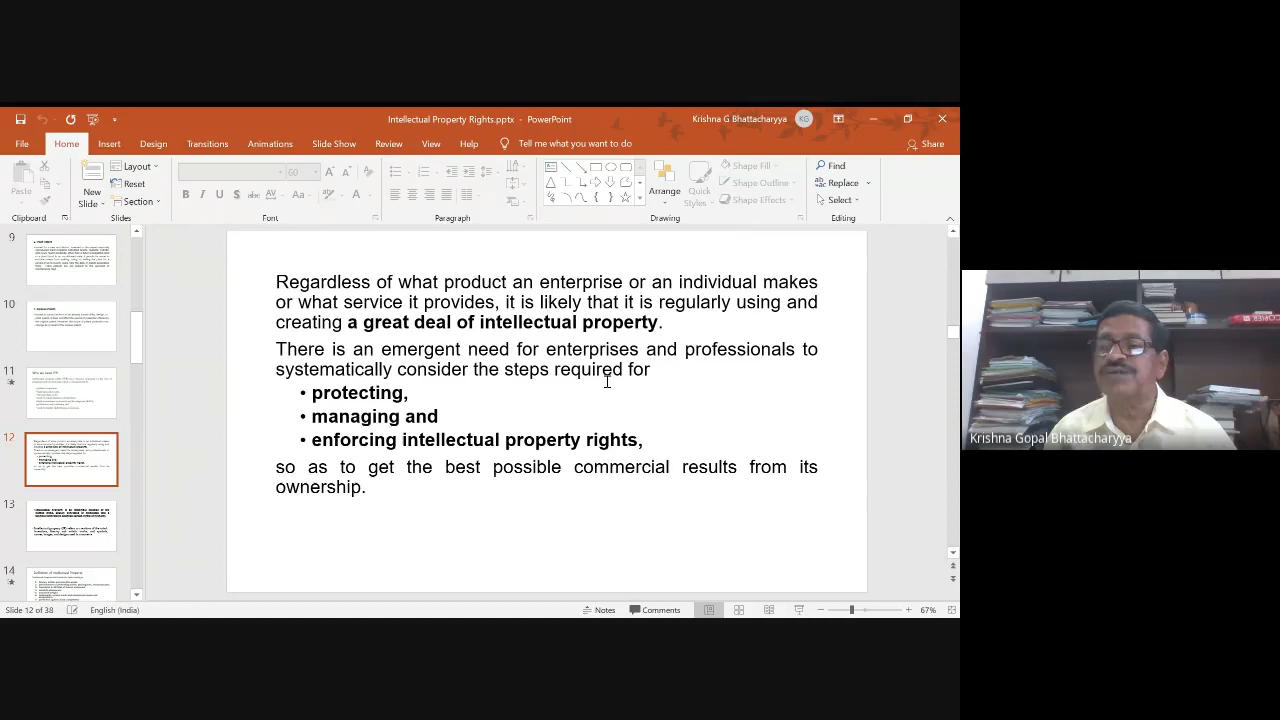 Intellectual Property Rights.pptx - PowerPoint
Krishna G Bhattacharyya
KG
File Home Insert Design Transitions Animations Slide Show Review View Help Tell me what you want to do
Share
Paste
New
Slide
Layout
Reset
Section
60
B I U S ab AV Aa A
Arrange
Quick
Styles
Shape Fill
Shape Outline
Shape Effects
Find
Replace
Select
Clipboard Slides Font Paragraph Drawing Editing
9
10
11
12
13
14
Regardless of what product an enterprise or an individual makes
or what service it provides, it is likely that it is regularly using and
creating a great deal of intellectual property.
There is an emergent need for enterprises and professionals to
systematically consider the steps required for
• protecting,
• managing and
• enforcing intellectual property rights,
so as to get the best possible commercial results from its
ownership.
Krishna Gopal Bhattacharyya
Slide 12 of 38 English (India)
Notes Comments
67%